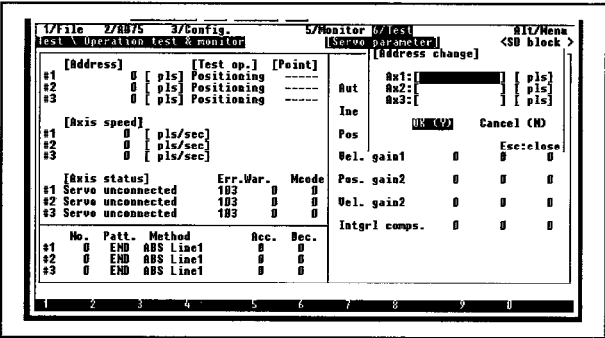 1/File 2/AD75 3/Config. 5/Monitor 6/Test Alt/Menu
Test \ Operation test & monitor [Servo parameter] <SU block >
[Address] [Test op.] [Point] [Address change]
#1 0 [ pls] Positioning ----- Ax1:[ ] [ pls]
#2 0 [ pls] Positioning ----- Aut Ax2:[ ] [ pls]
#3 0 [ pls] Positioning ----- Ax3:[ ] [ pls]
Ine
[Axis speed] OK (Y) Cancel (N)
#1 0 [ pls/sec] Pos
#2 0 [ pls/sec] Esc:close
#3 0 [ pls/sec] Vel. gain1 0 0 0
[Axis status] Err.War. Mcode Pos. gain2 0 0 0
#1 Servo unconnected 103 0 0
#2 Servo unconnected 103 0 0 Vel. gain2 0 0 0
#3 Servo unconnected 103 0 0
Intgrl comps. 0 0 0
No. Patt. Method Acc. Dec.
#1 0 END ABS Line1 0 0
#2 0 END ABS Line1 0 0
#3 0 END ABS Line1 0 0
1 2 3 4 5 6 7 8 9 0